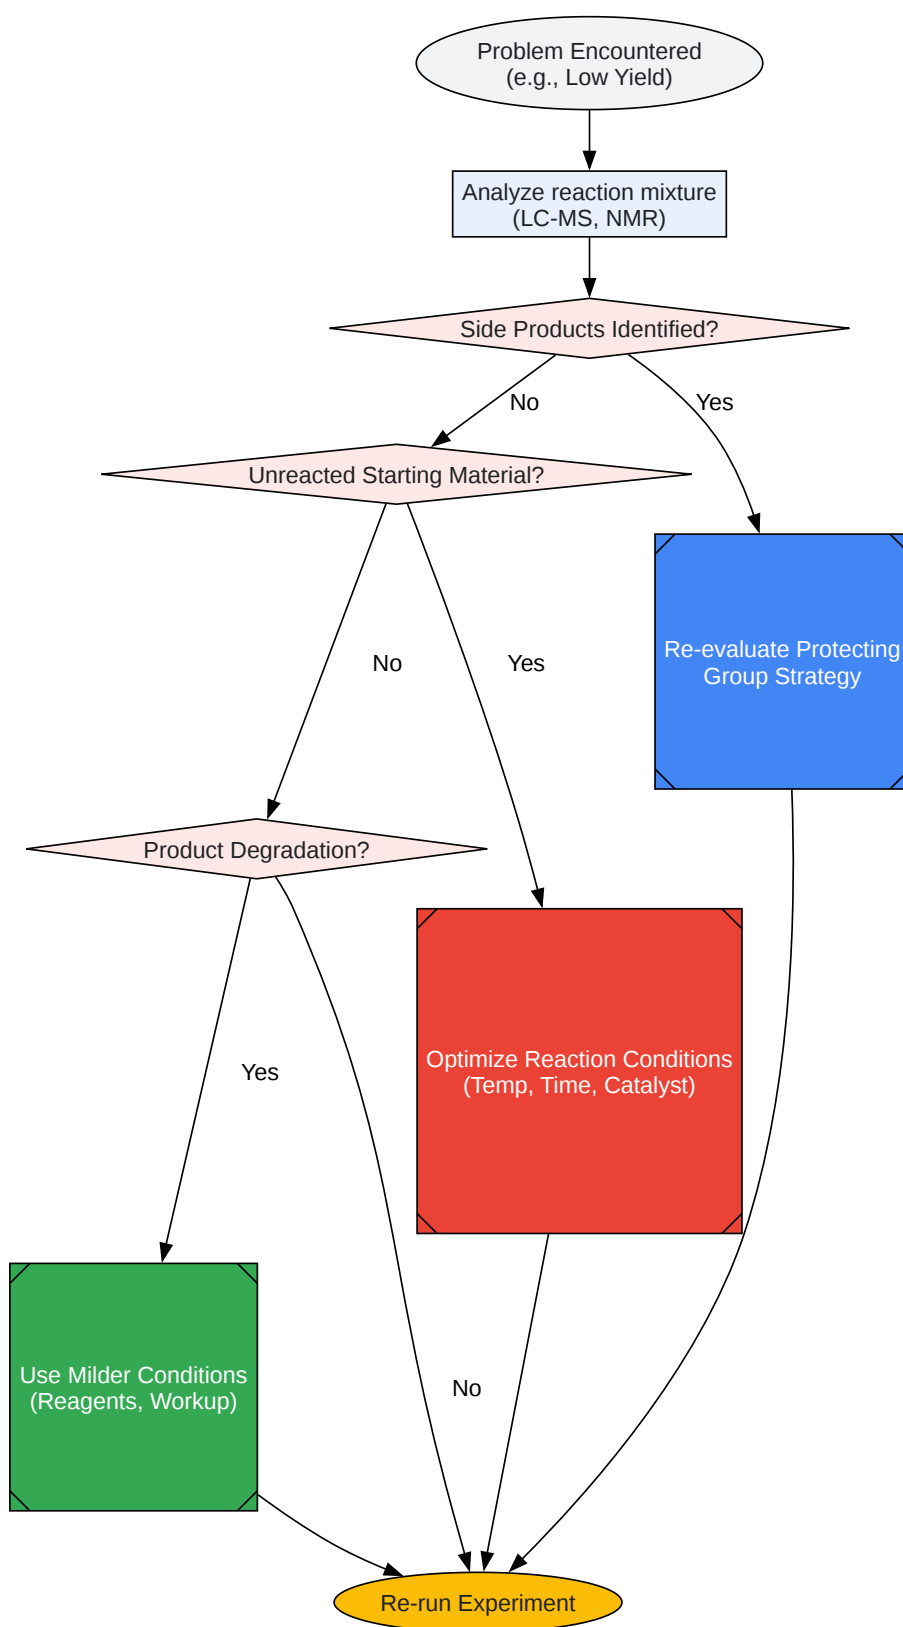 Problem Encountered
(e.g., Low Yield)
Analyze reaction mixture
(LC-MS, NMR)
Side Products Identified?
No
Yes
Unreacted Starting Material?
Re-evaluate Protecting
Group Strategy
No
Yes
Product Degradation?
Optimize Reaction Conditions
(Temp, Time, Catalyst)
Yes
Use Milder Conditions
(Reagents, Workup)
No
Re-run Experiment